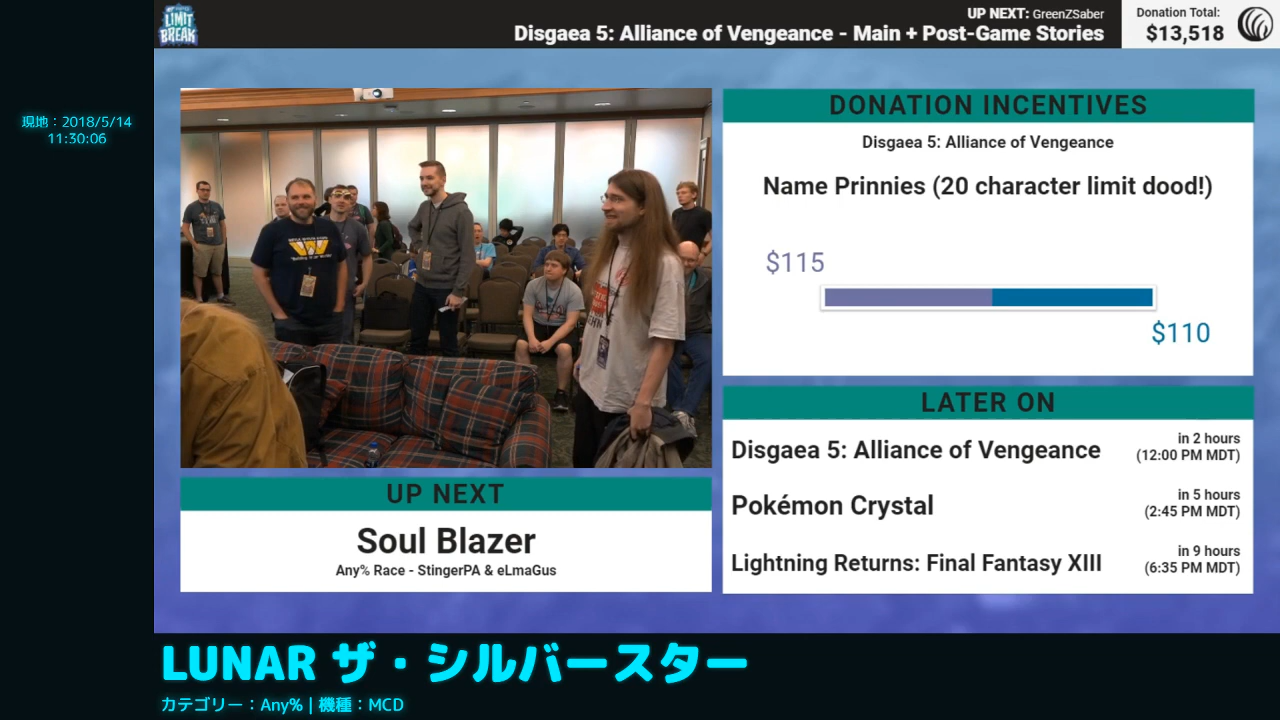 LIMIT
BREAK
UP NEXT: GreenZSaber
Disgaea 5: Alliance of Vengeance - Main + Post-Game Stories
Donation Total:
$13,518
現地：2018/5/14
11:30:06
DONATION INCENTIVES
Disgaea 5: Alliance of Vengeance
Name Prinnies (20 character limit dood!)
$115
$110
LATER ON
Disgaea 5: Alliance of Vengeance
in 2 hours
(12:00 PM MDT)
Pokémon Crystal
in 5 hours
(2:45 PM MDT)
Lightning Returns: Final Fantasy XIII
in 9 hours
(6:35 PM MDT)
UP NEXT
Soul Blazer
Any% Race - StingerPA & eLmaGus
LUNAR ザ・シルバースター
カテゴリー：Any% | 機種：MCD